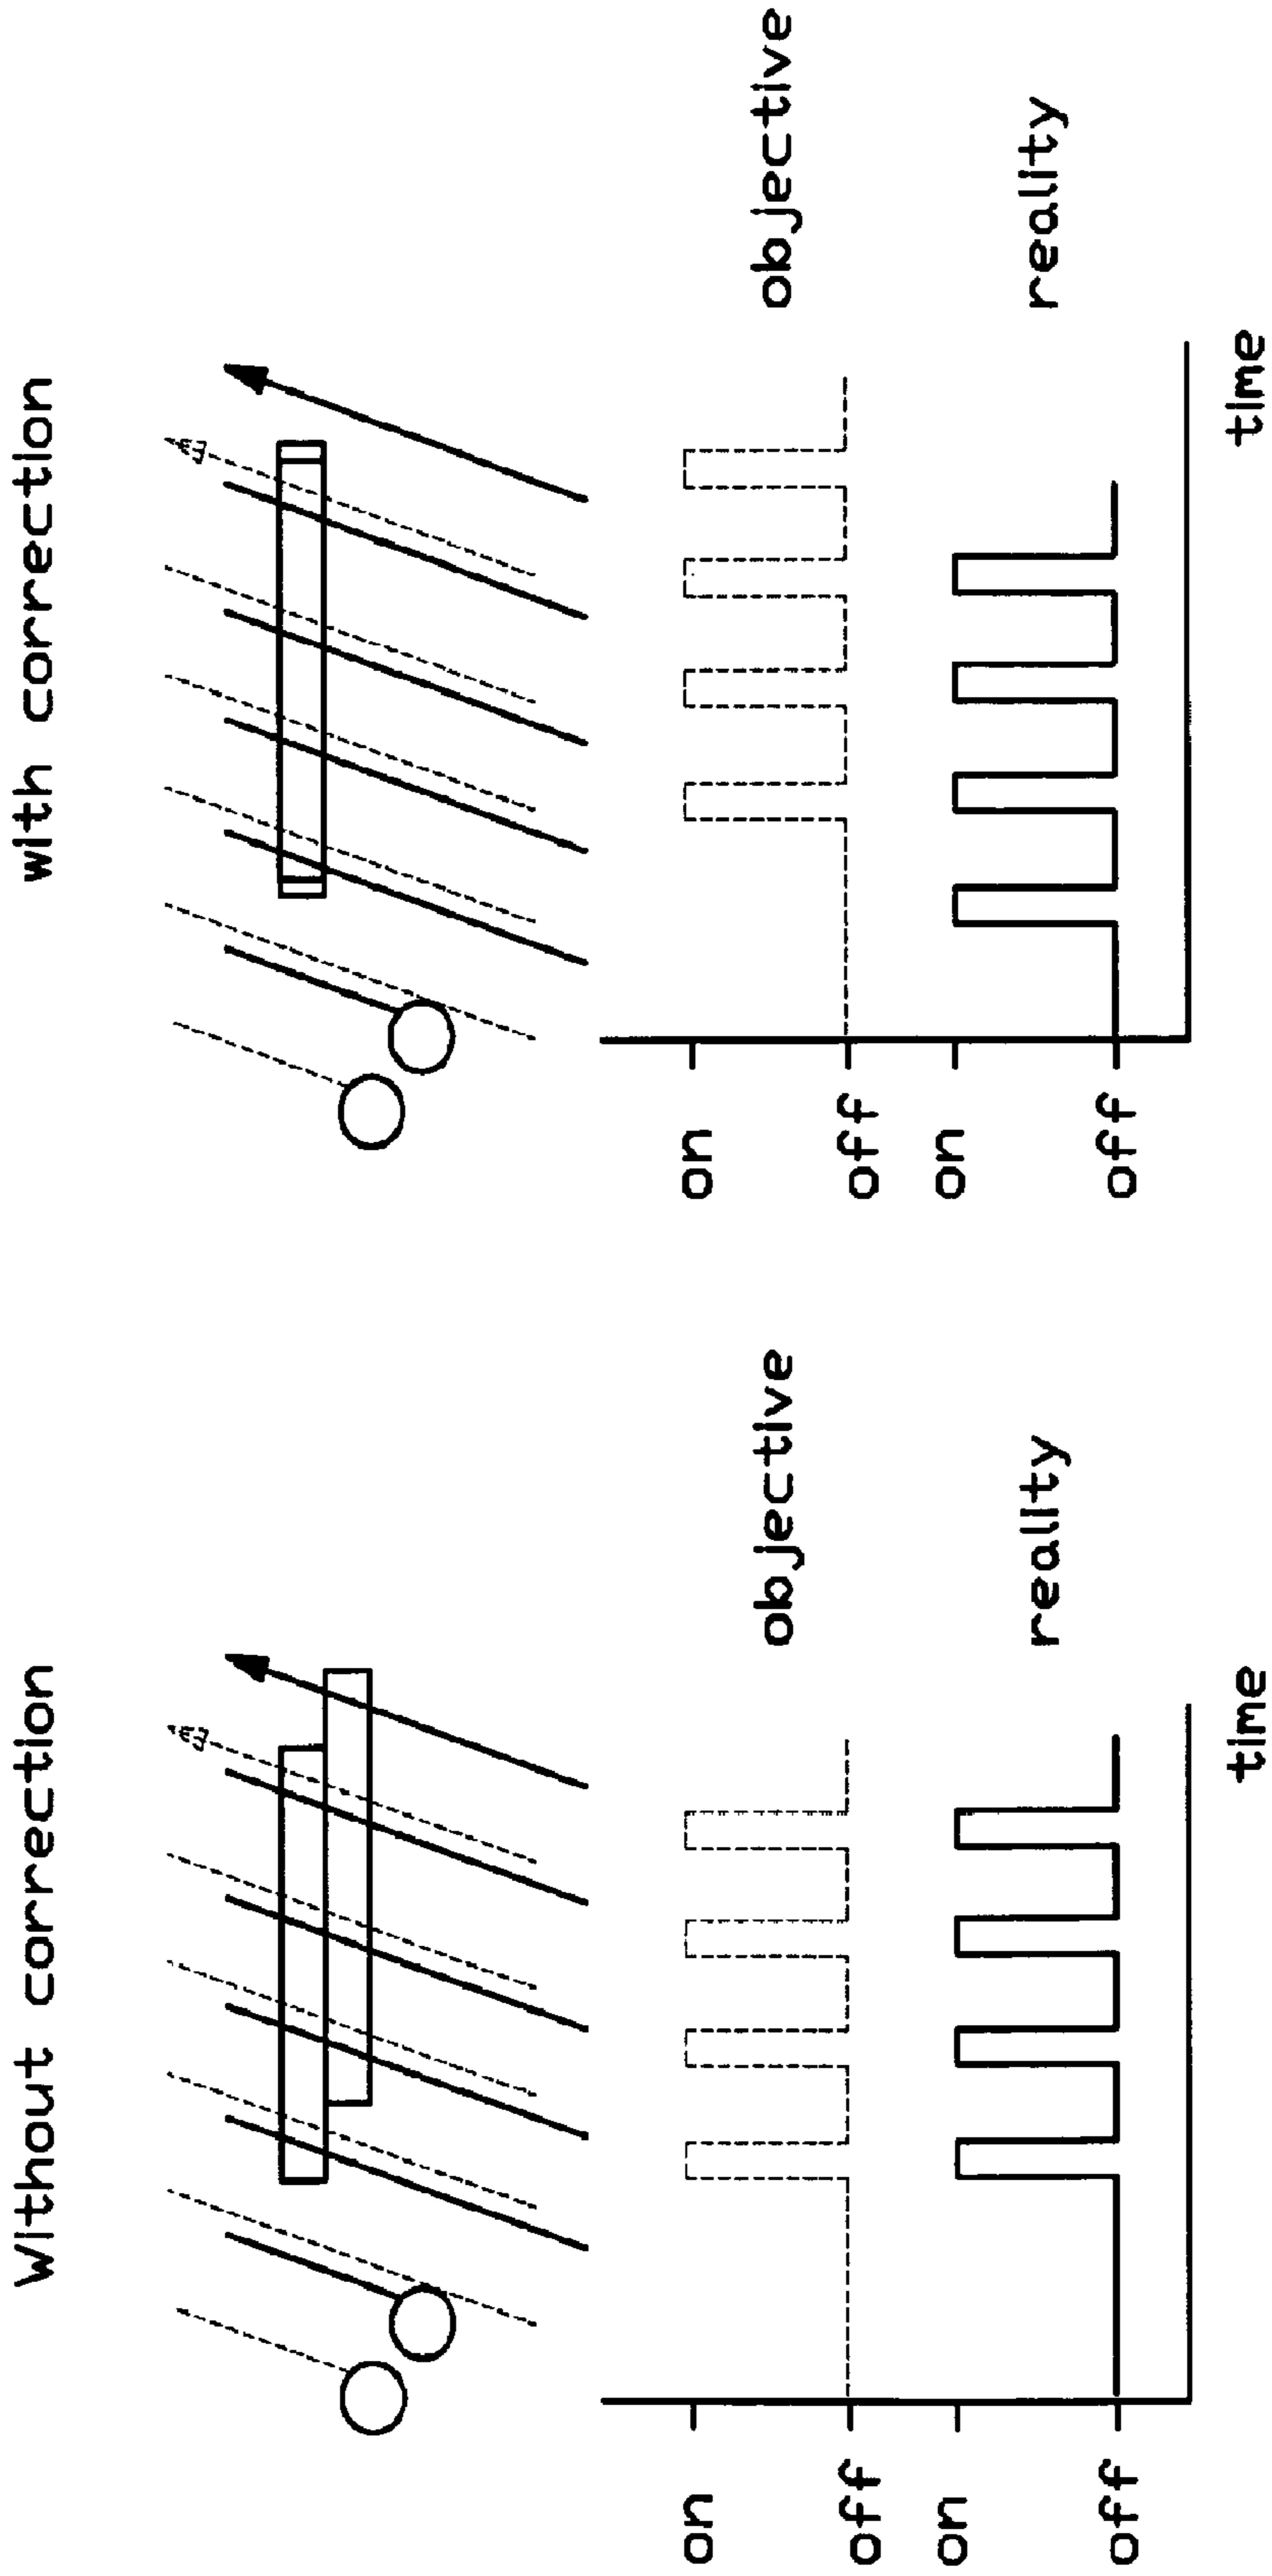 Without correction
on
objective
off
on
reality
off
time
with correction
on
objective
off
on
reality
off
time